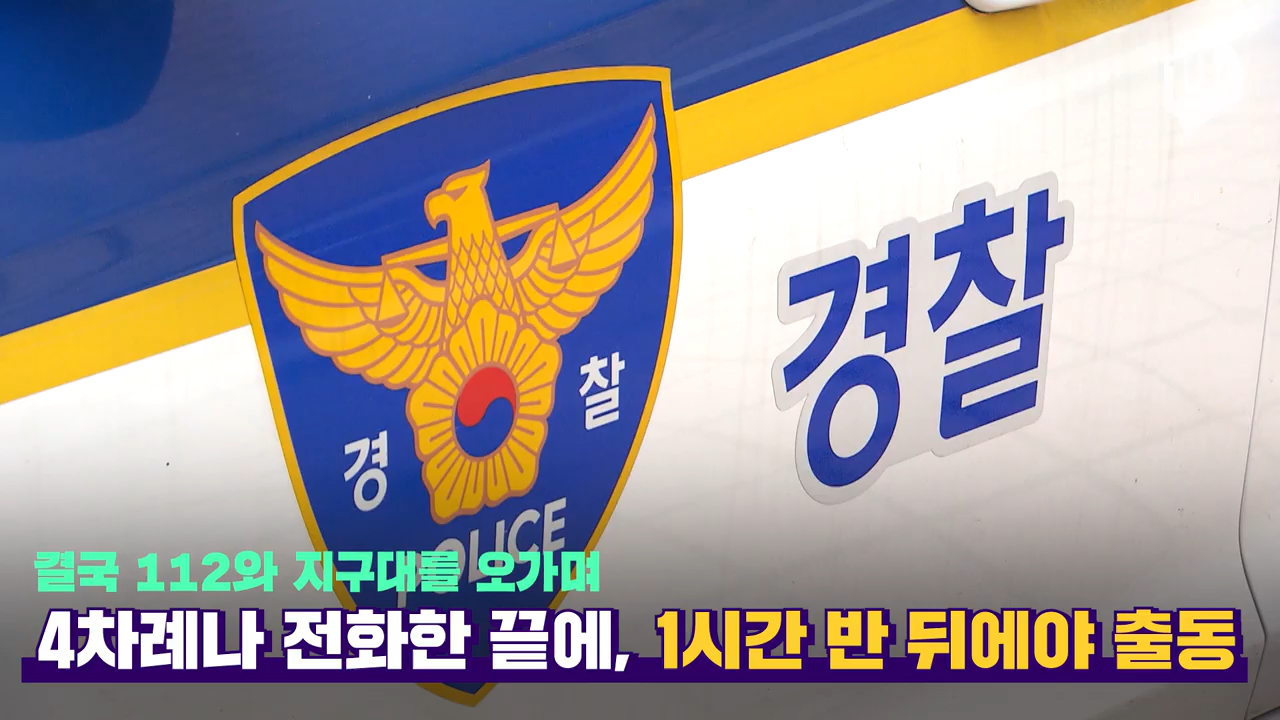 경찰
경
찰
POLICE
결국 112와 지구대를 오가며
4차례나 전화한 끝에, 1시간 반 뒤에야 출동